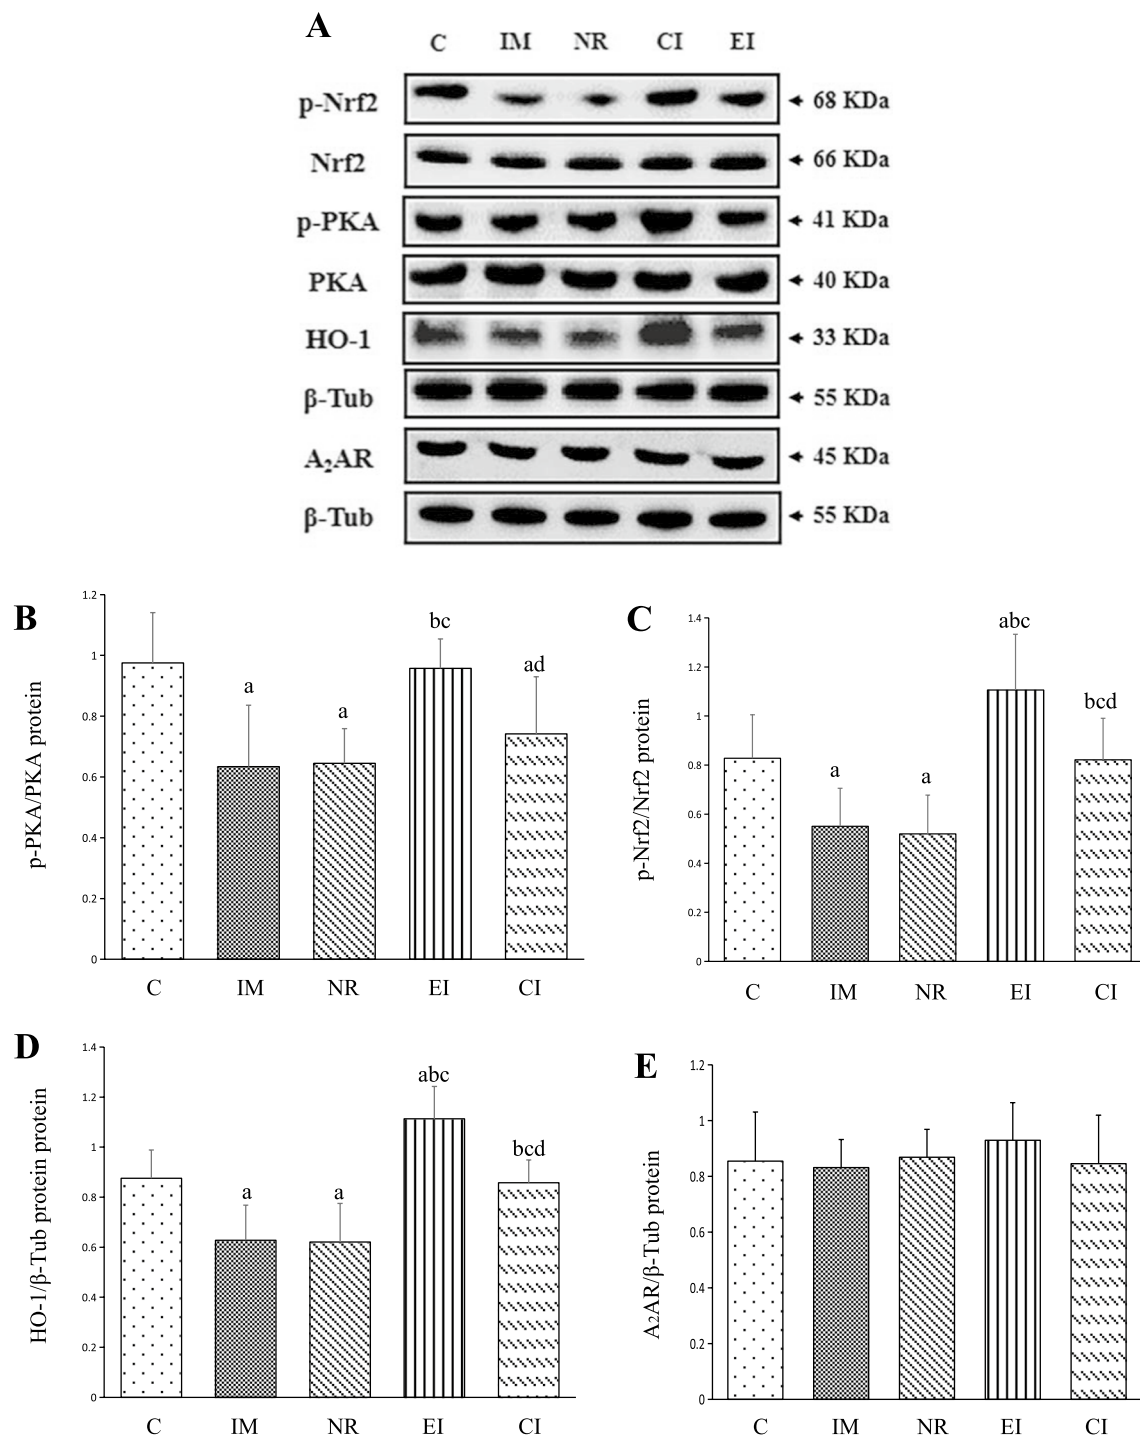 A
C IM NR CI EI
p-Nrf2 68 KDa
Nrf2 66 KDa
p-PKA 41 KDa
PKA 40 KDa
HO-1 33 KDa
β-Tub 55 KDa
A₂AR 45 KDa
β-Tub 55 KDa
B
p-PKA/PKA protein
1.2
1
0.8
0.6
0.4
0.2
0
a
a
bc
ad
C IM NR EI CI
C
p-Nrf2/Nrf2 protein
1.4
1.2
1
0.8
0.6
0.4
0.2
0
a
a
abc
bcd
C IM NR EI CI
D
HO-1/β-Tub protein protein
1.4
1.2
1
0.8
0.6
0.4
0.2
0
a
a
abc
bcd
C IM NR EI CI
E
A₂AR/β-Tub protein
1.2
1
0.8
0.6
0.4
0.2
0
C IM NR EI CI